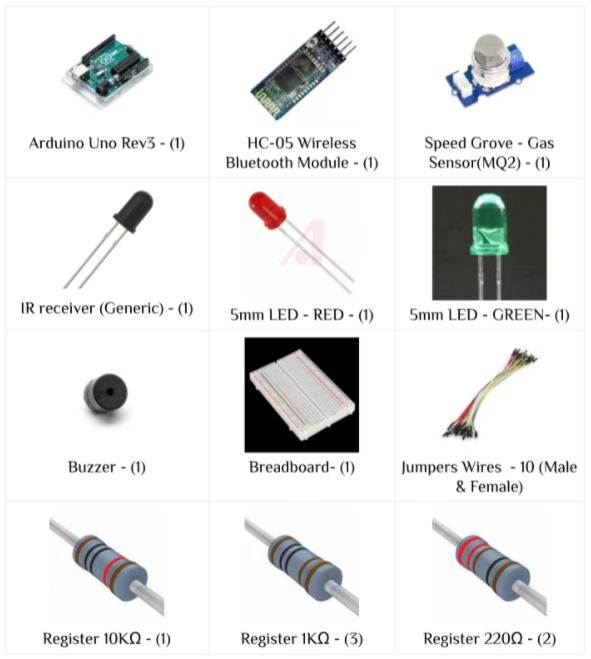 Arduino Uno Rev3 - (1)
HC-05 Wireless
Bluetooth Module - (1)
Speed Grove - Gas
Sensor(MQ2) - (1)
IR receiver (Generic) - (1)
5mm LED - RED - (1)
5mm LED - GREEN- (1)
Buzzer - (1)
Breadboard- (1)
Jumpers Wires - 10 (Male
& Female)
Register 10KΩ - (1)
Register 1KΩ - (3)
Register 220Ω - (2)